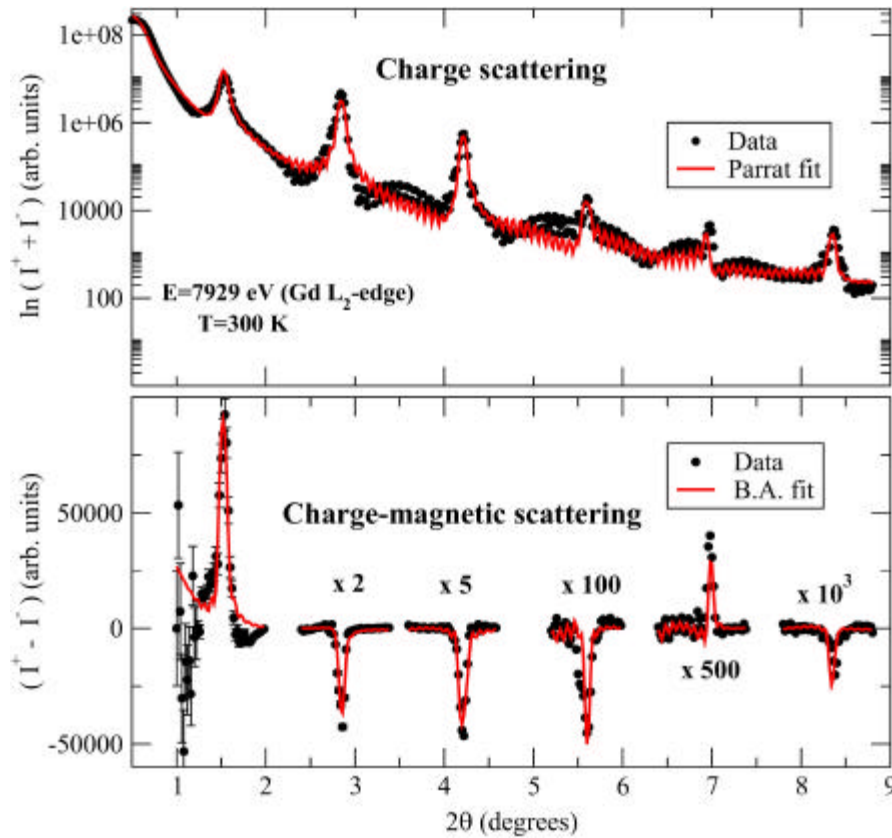 1e+08
1e+06
10000
100
ln ( I⁺ + I⁻ ) (arb. units)
Charge scattering
Data
Parrat fit
E=7929 eV (Gd L₂-edge)
T=300 K
50000
0
-50000
( I⁺ - I⁻ ) (arb. units)
Data
B.A. fit
Charge-magnetic scattering
x 2
x 5
x 100
x 500
x 10³
1 2 3 4 5 6 7 8 9
2θ (degrees)